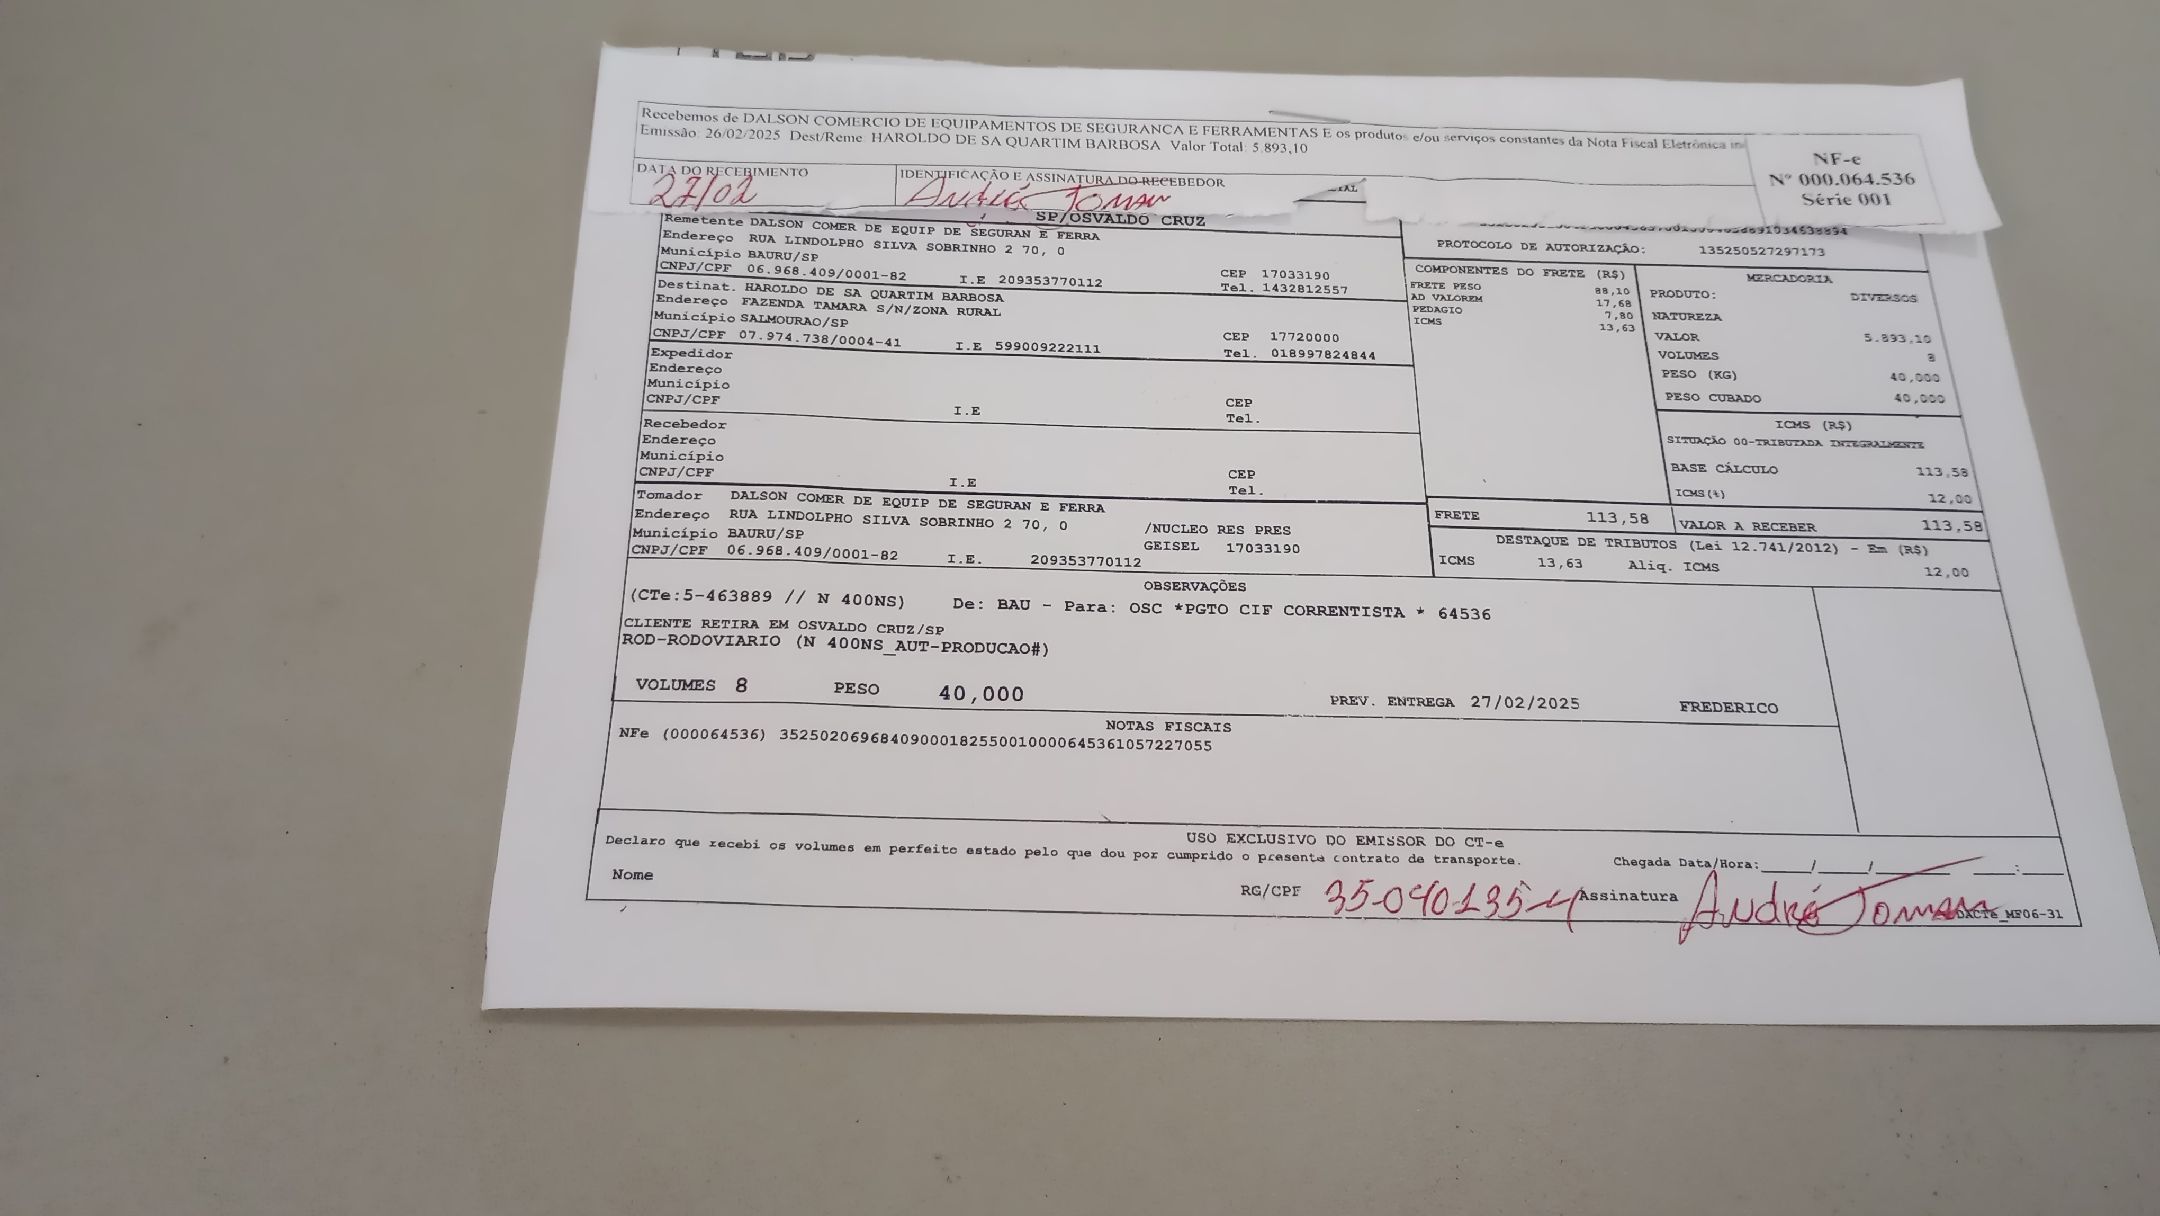 Recebemos de DALSON COMERCIO DE EQUIPAMENTOS DE SEGURANCA E FERRAMENTAS E os produtos e/ou serviços constantes da Nota Fiscal Eletrônica
Emissão: 26/02/2025 Dest/Reme: HAROLDO DE SA QUARTIM BARBOSA Valor Total: 5.893,10
NF-e
Nº 000.064.536
Série 001
DATA DO RECEBIMENTO
IDENTIFICAÇÃO E ASSINATURA DO RECEBEDOR
27/02
André Toman
SP/OSVALDO CRUZ
Remetente DALSON COMER DE EQUIP DE SEGURAN E FERRA
Endereço RUA LINDOLPHO SILVA SOBRINHO 2 70, 0
Município BAURU/SP
CNPJ/CPF 06.968.409/0001-82 I.E 209353770112
CEP 17033190
Tel. 1432812557
Destinat. HAROLDO DE SA QUARTIM BARBOSA
Endereço FAZENDA TAMARA S/N/ZONA RURAL
Município SALMOURAO/SP
CNPJ/CPF 07.974.738/0004-41 I.E 599009222111
CEP 17720000
Tel. 018997824844
Expedidor
Endereço
Município
CNPJ/CPF I.E
CEP
Tel.
Recebedor
Endereço
Município
CNPJ/CPF I.E
CEP
Tel.
Tomador DALSON COMER DE EQUIP DE SEGURAN E FERRA
Endereço RUA LINDOLPHO SILVA SOBRINHO 2 70, 0 /NUCLEO RES PRES
Município BAURU/SP GEISEL 17033190
CNPJ/CPF 06.968.409/0001-82 I.E. 209353770112
PROTOCOLO DE AUTORIZAÇÃO: 135250527297173
COMPONENTES DO FRETE (R$)
FRETE PESO 88,10
AD VALOREM 17,68
PEDAGIO 7,80
ICMS 13,63
MERCADORIA
PRODUTO: DIVERSOS
NATUREZA
VALOR 5.893,10
VOLUMES 8
PESO (KG) 40,000
PESO CUBADO 40,000
ICMS (R$)
SITUAÇÃO 00-TRIBUTADA INTEGRALMENTE
BASE CÁLCULO 113,58
ICMS(%) 12,00
FRETE 113,58 VALOR A RECEBER 113,58
DESTAQUE DE TRIBUTOS (Lei 12.741/2012) - Em (R$)
ICMS 13,63 Aliq. ICMS 12,00
OBSERVAÇÕES
(CTe:5-463889 // N 400NS) De: BAU - Para: OSC *PGTO CIF CORRENTISTA * 64536
CLIENTE RETIRA EM OSVALDO CRUZ/SP
ROD-RODOVIARIO (N 400NS_AUT-PRODUCAO#)
VOLUMES 8 PESO 40,000 PREV. ENTREGA 27/02/2025 FREDERICO
NOTAS FISCAIS
NFe (000064536) 35250206968409000182550010000645361057227055
USO EXCLUSIVO DO EMISSOR DO CT-e
Declaro que recebi os volumes em perfeito estado pelo que dou por cumprido o presente contrato de transporte.
Chegada Data/Hora:____/____/____ ____:____
Nome RG/CPF 35-040-135-4 Assinatura André Toman
DACTe_MF06-31